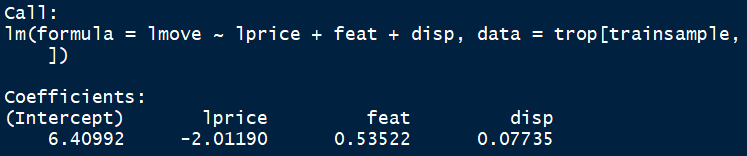 Call:
lm(formula = lmove ~ lprice + feat + disp, data = trop[trainsample,
    ])
Coefficients:
(Intercept)       lprice         feat         disp
    6.40992     -2.01190      0.53522      0.07735